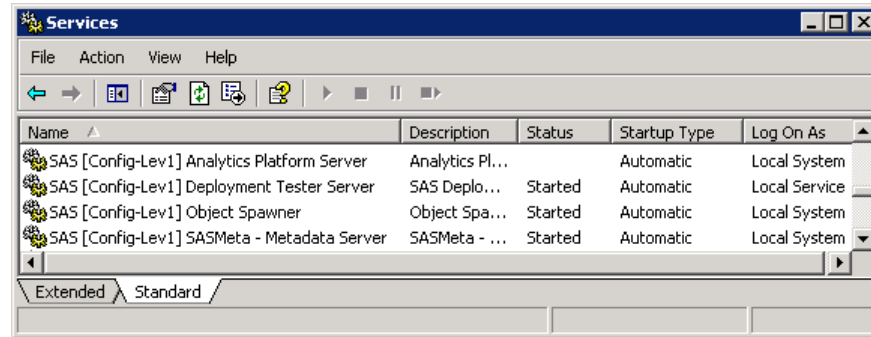 Services
File Action View Help
Name Description Status Startup Type Log On As
SAS [Config-Lev1] Analytics Platform Server Analytics Pl... Automatic Local System
SAS [Config-Lev1] Deployment Tester Server SAS Deplo... Started Automatic Local Service
SAS [Config-Lev1] Object Spawner Object Spa... Started Automatic Local System
SAS [Config-Lev1] SASMeta - Metadata Server SASMeta - ... Started Automatic Local System
Extended Standard